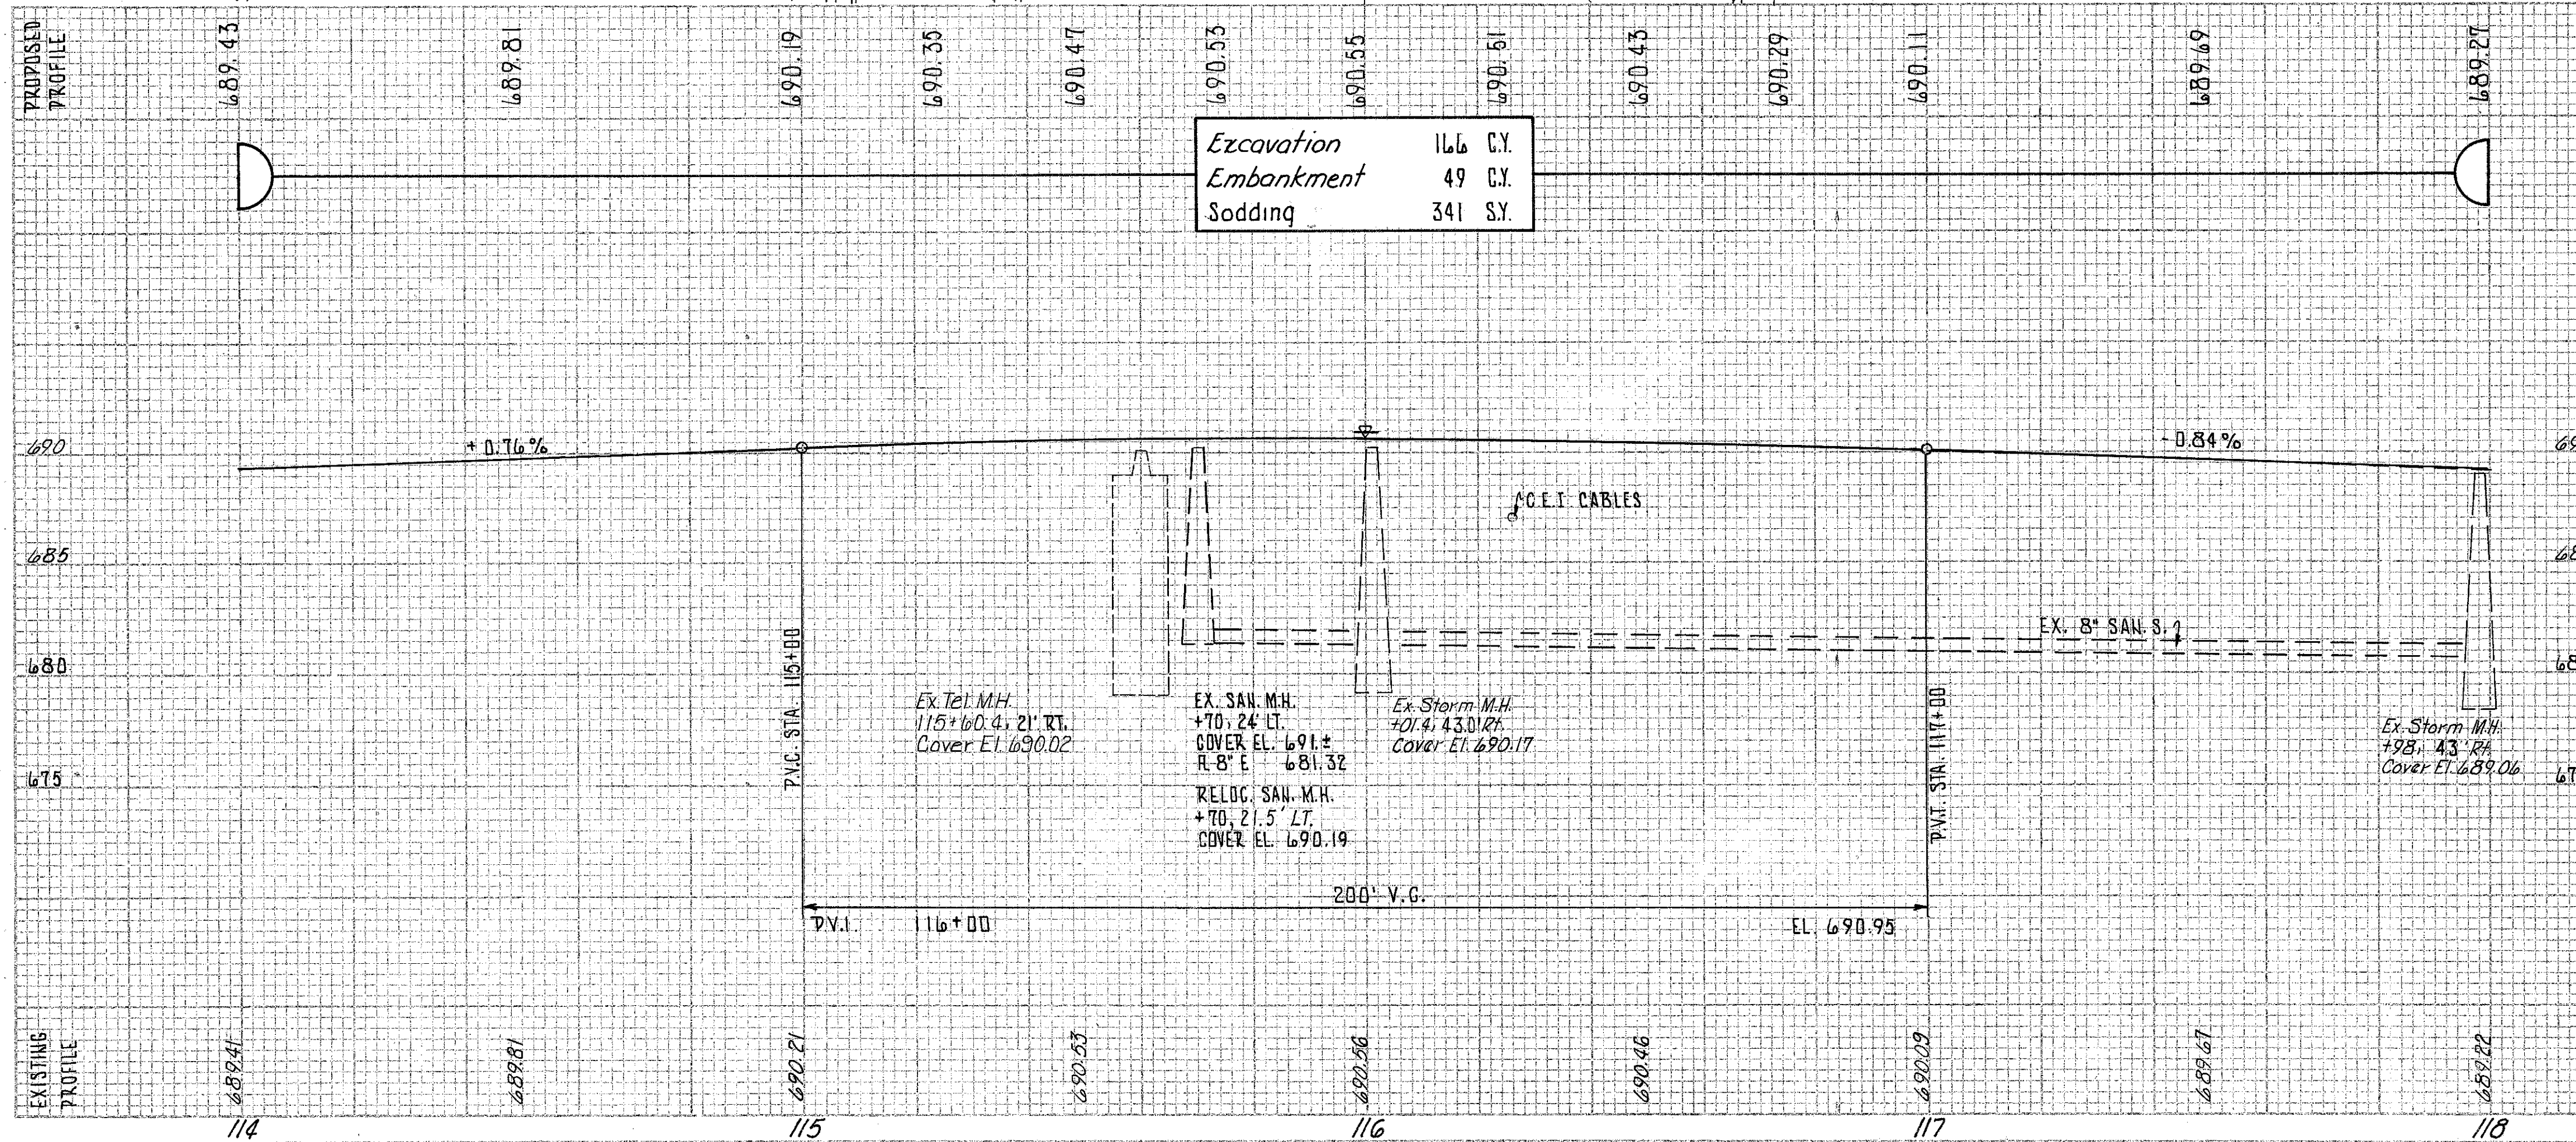 PROPOSED
PROFILE
689.43
689.81
690.19
690.35
690.47
690.53
690.55
690.51
690.43
690.29
690.11
689.69
689.27
Excavation 166 C.Y.
Embankment 49 C.Y.
Sodding 341 S.Y.
690
+0.76%
-0.84%
C.E.I. CABLES
685
EX. 8" SAN. S.
680
P.V.C. STA. 115+00
Ex. Tel. M.H.
115+60.4, 21' RT.
Cover El. 690.02
EX. SAN. M.H.
+70, 24' LT.
COVER EL. 691.±
FL 8" E 681.32
RELOC. SAN. M.H.
+70, 21.5' LT.
COVER EL. 690.19
Ex. Storm M.H.
+01.4, 43.0' Rt.
Cover El. 690.17
P.V.T. STA. 117+00
Ex. Storm M.H.
+98, 43' Rt.
Cover El. 689.06
675
200' V.C.
P.V.I. 116+00
EL. 690.95
EXISTING
PROFILE
689.41
689.81
690.21
690.53
690.56
690.46
690.09
689.67
689.22
114
115
116
117
118